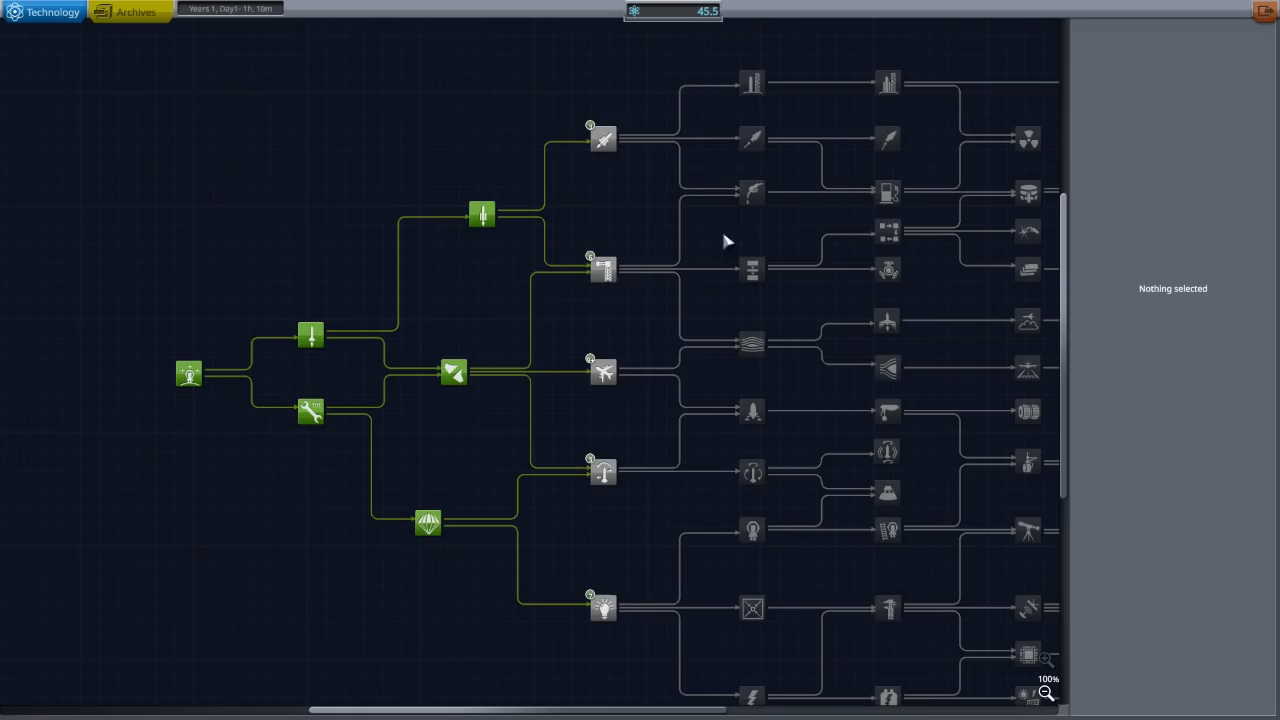 Technology
Archives
Years 1, Day1- 1h, 10m
45.5
Nothing selected
100%